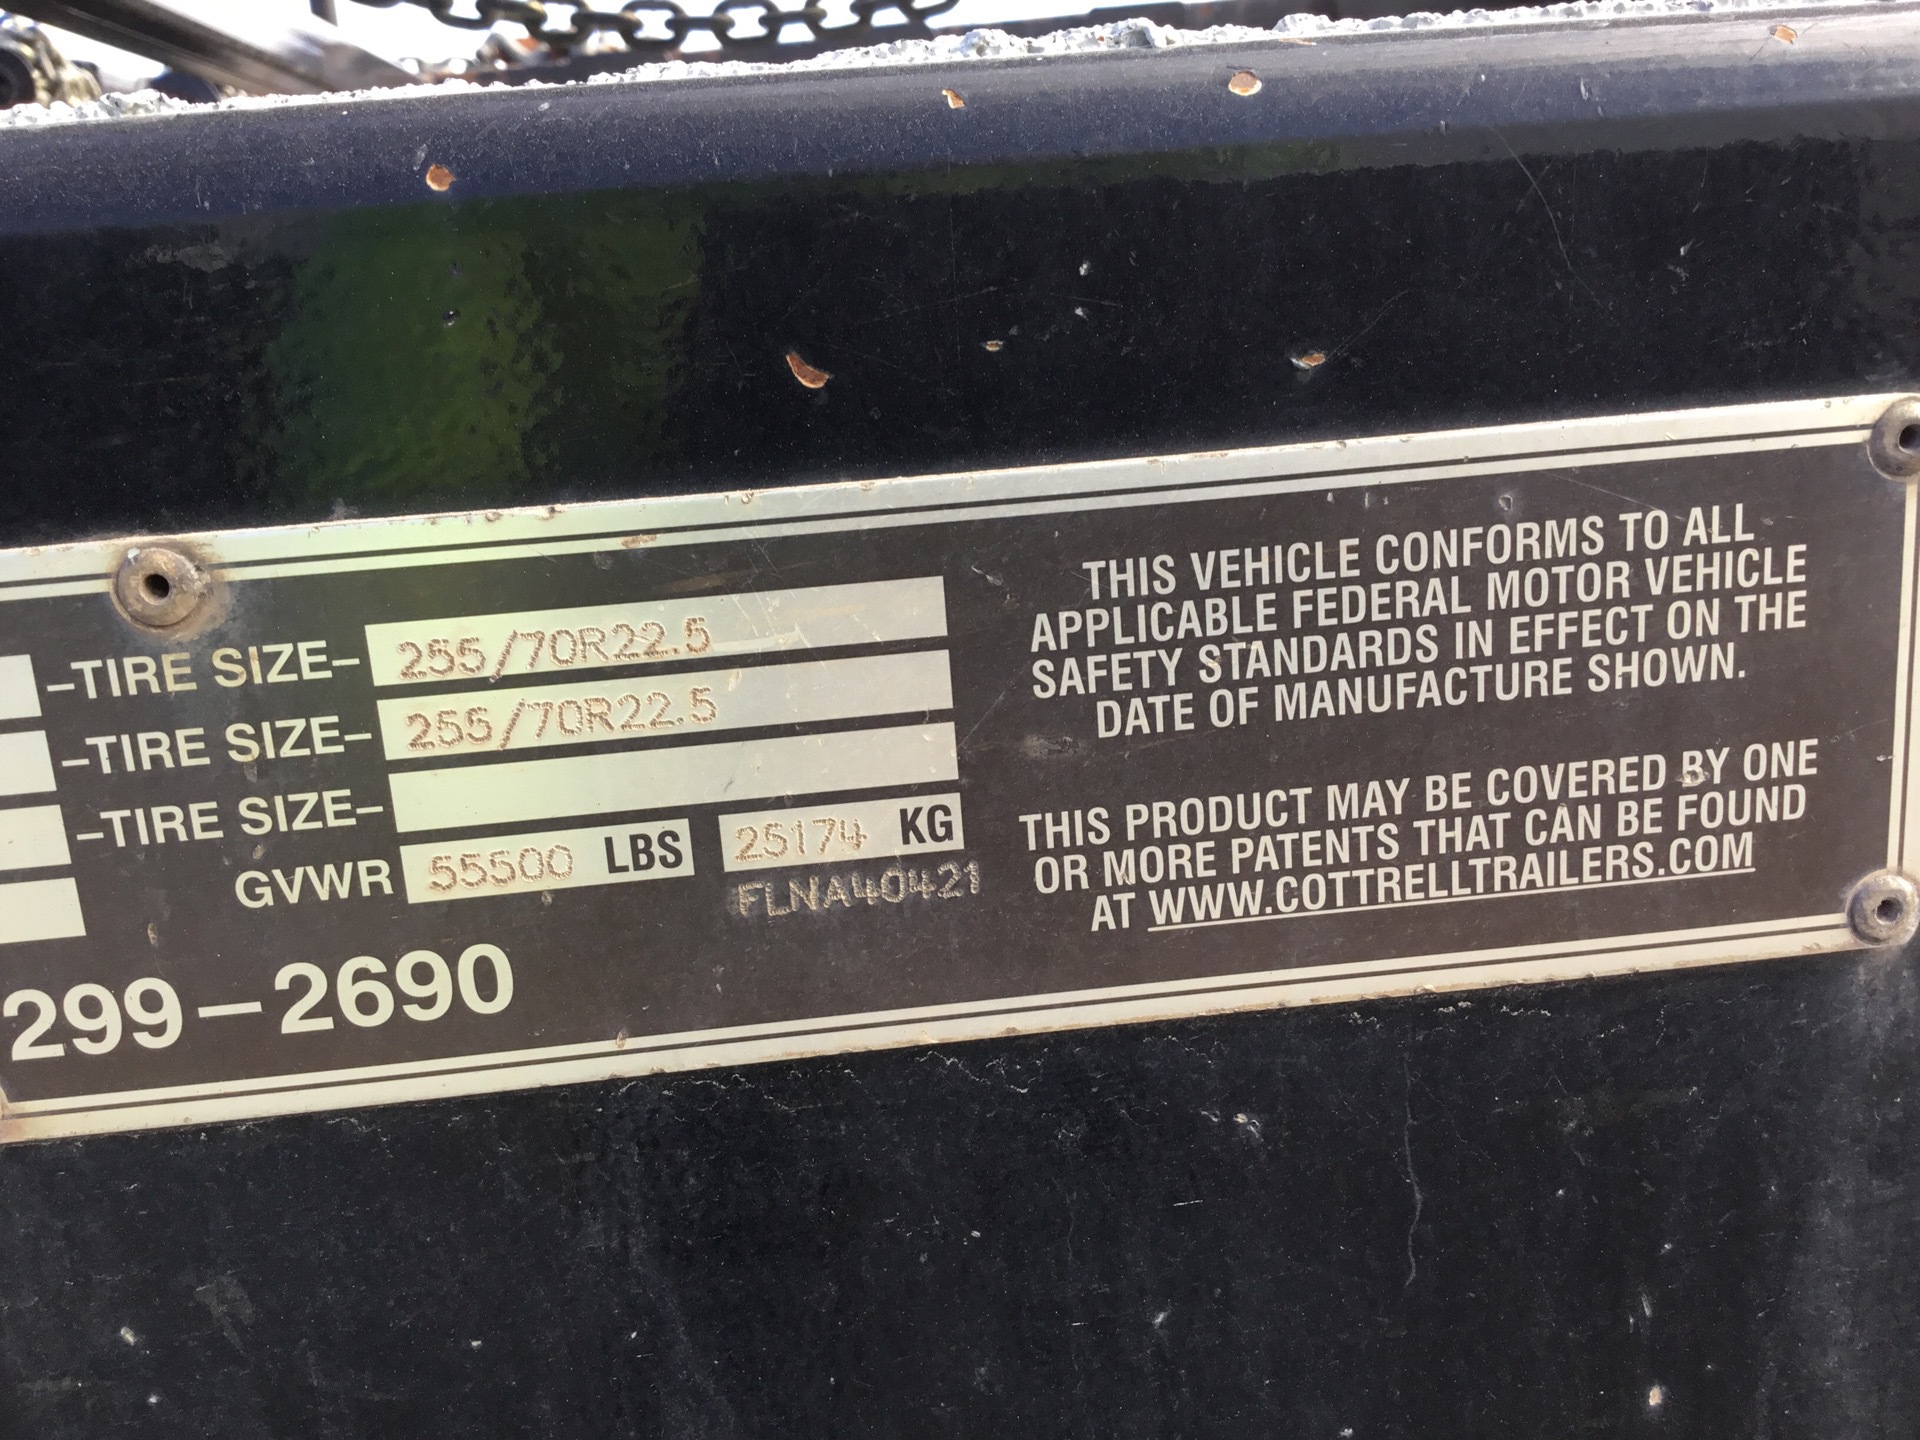 -TIRE SIZE- 255/70R22.5
-TIRE SIZE- 255/70R22.5
-TIRE SIZE-
GVWR 55500 LBS 25174 KG
FLNA40421
299-2690
THIS VEHICLE CONFORMS TO ALL
APPLICABLE FEDERAL MOTOR VEHICLE
SAFETY STANDARDS IN EFFECT ON THE
DATE OF MANUFACTURE SHOWN.
THIS PRODUCT MAY BE COVERED BY ONE
OR MORE PATENTS THAT CAN BE FOUND
AT WWW.COTTRELLTRAILERS.COM